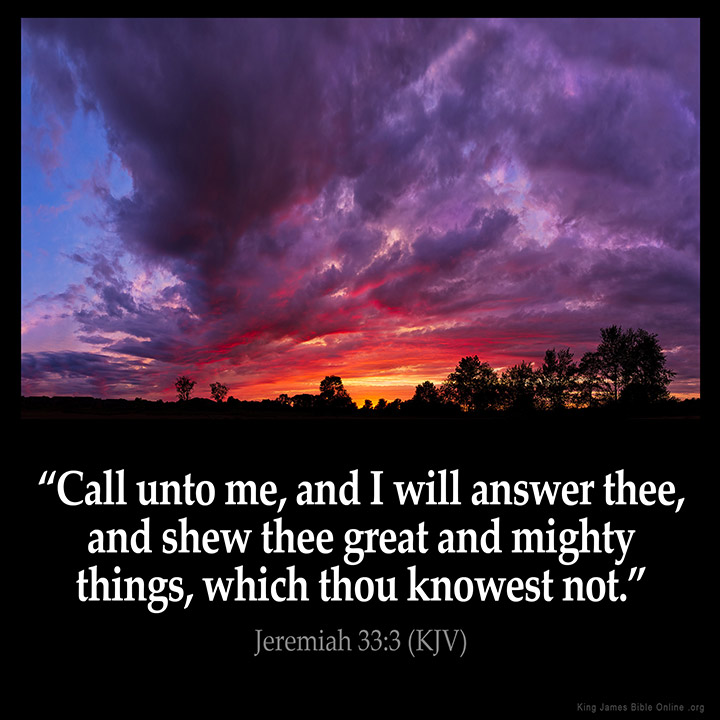 “Call unto me, and I will answer thee,
and shew thee great and mighty
things, which thou knowest not.”
Jeremiah 33:3 (KJV)
King James Bible Online .org